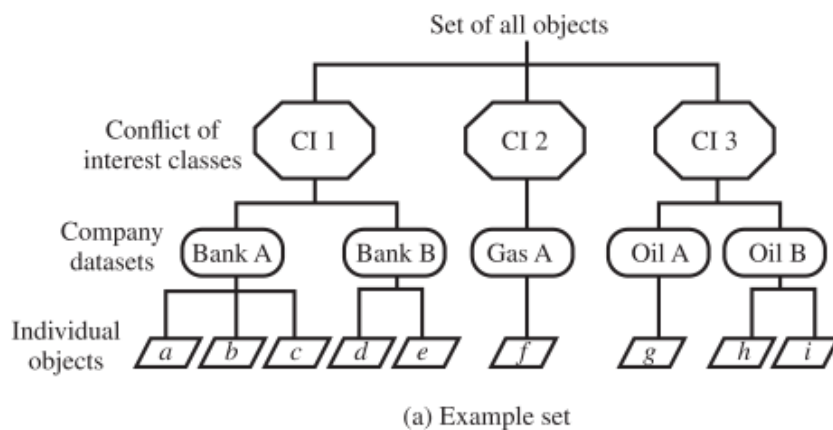 Set of all objects
Conflict of
interest classes
CI 1
CI 2
CI 3
Company
datasets
Bank A
Bank B
Gas A
Oil A
Oil B
Individual
objects
a
b
c
d
e
f
g
h
i
(a) Example set